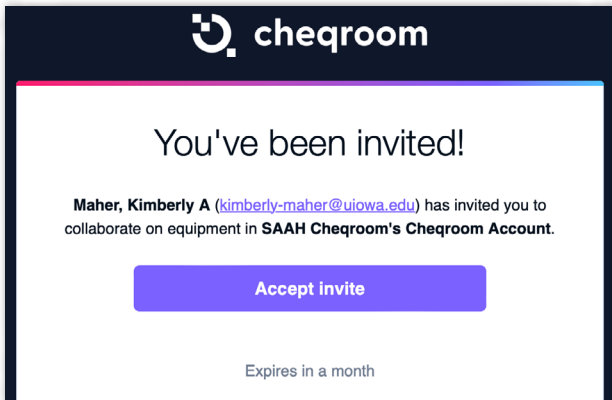 cheqroom
You've been invited!
Maher, Kimberly A (kimberly-maher@uiowa.edu) has invited you to
collaborate on equipment in SAAH Cheqroom's Cheqroom Account.
Accept invite
Expires in a month